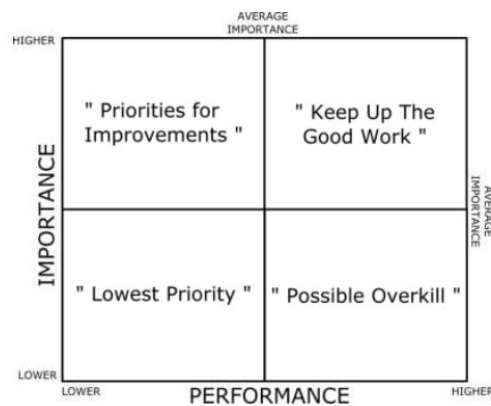 AVERAGE
IMPORTANCE
HIGHER
" Priorities for
Improvements "
" Keep Up The
Good Work "
IMPORTANCE
AVERAGE
IMPORTANCE
" Lowest Priority "
" Possible Overkill "
LOWER
LOWER
PERFORMANCE
HIGHER